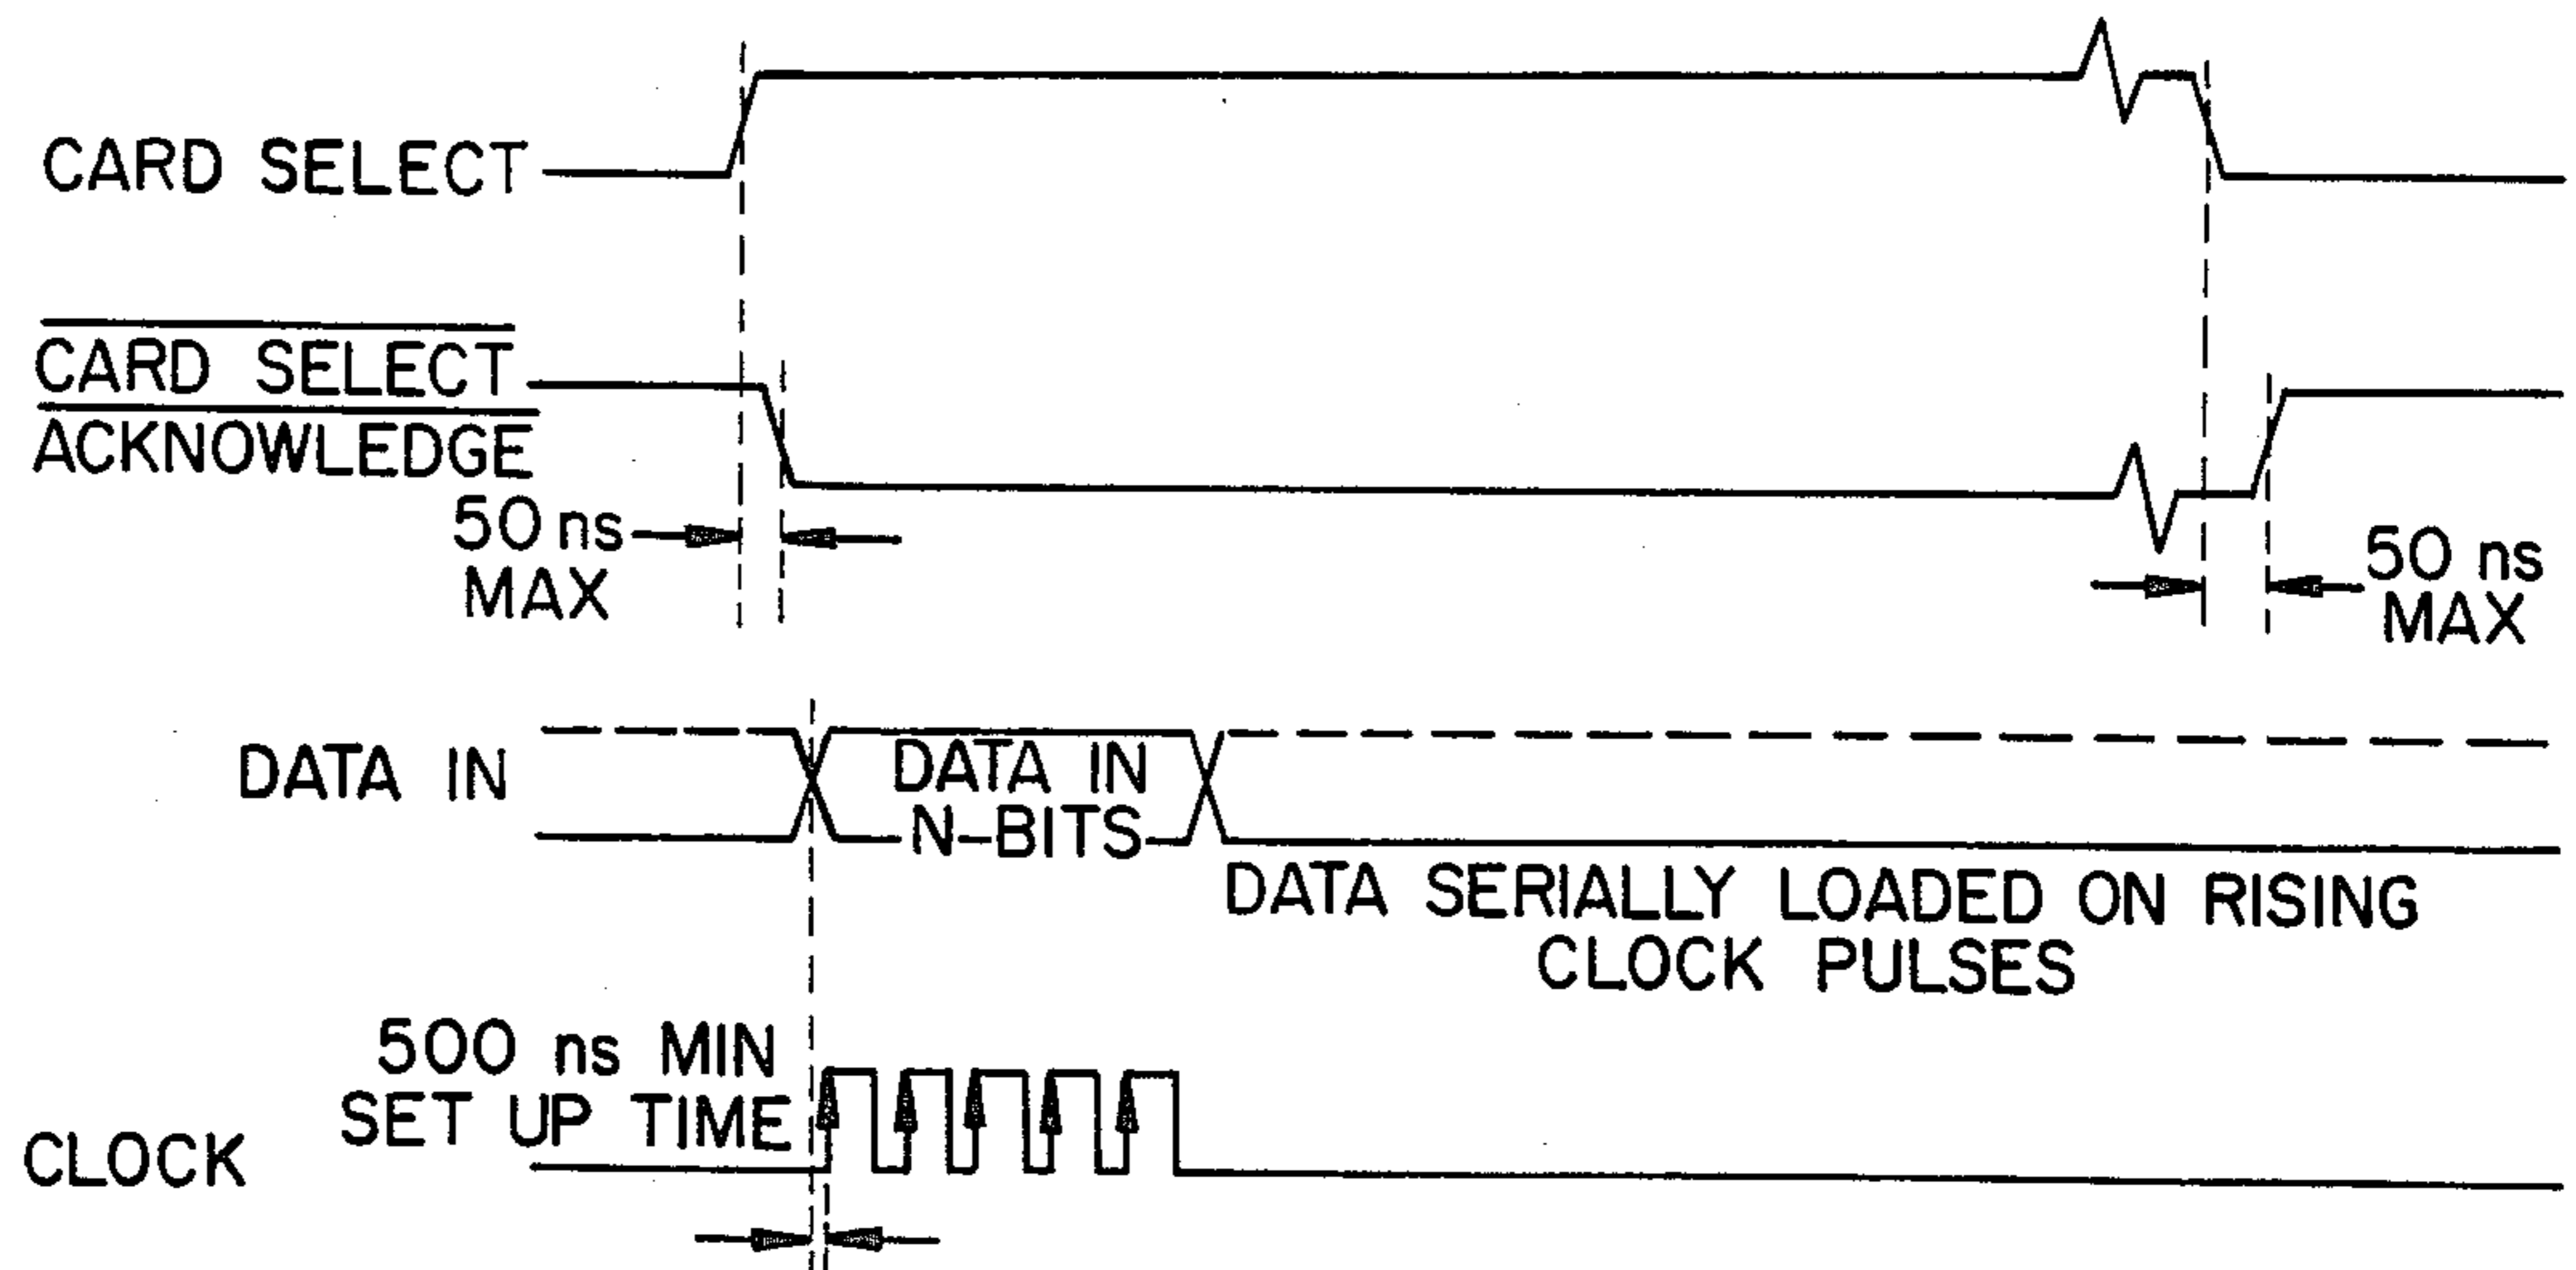 CARD SELECT
CARD SELECT
ACKNOWLEDGE
50 ns
MAX
50 ns
MAX
DATA IN
DATA IN
N-BITS
DATA SERIALLY LOADED ON RISING
CLOCK PULSES
500 ns MIN
SET UP TIME
CLOCK